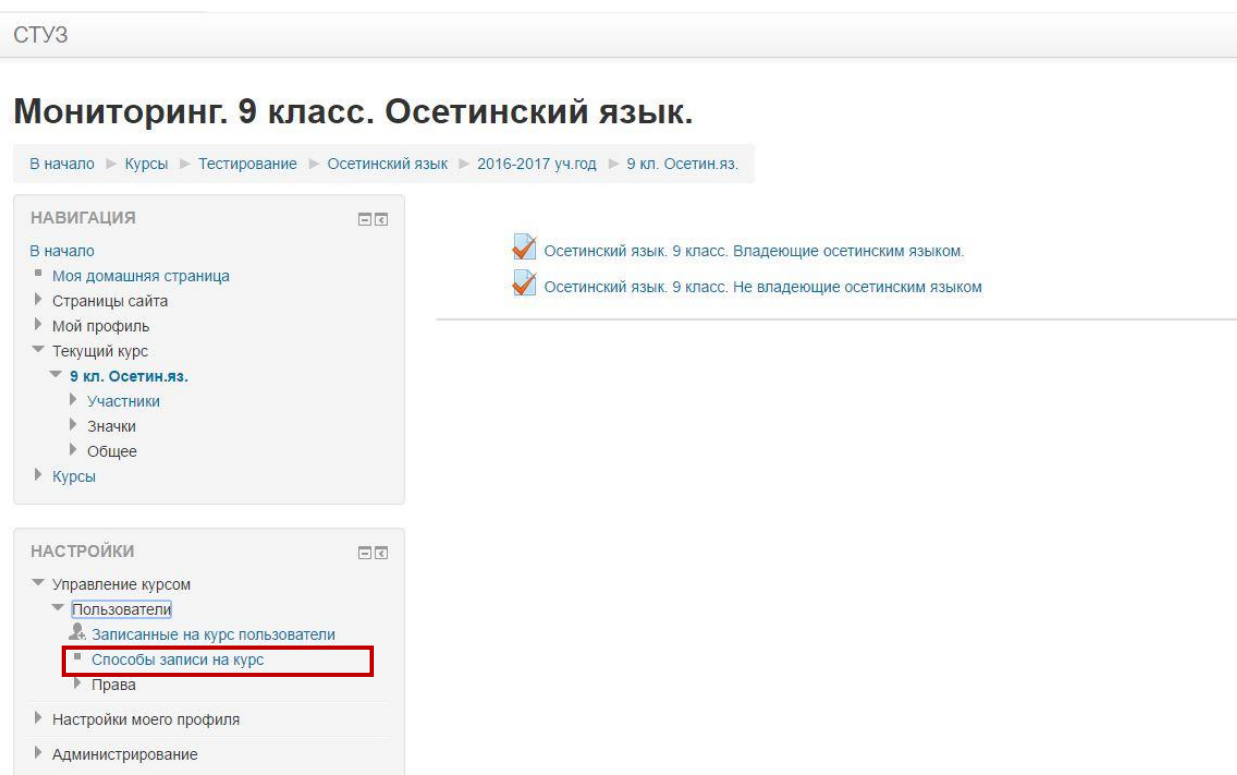 СТУЗ
Мониторинг. 9 класс. Осетинский язык.
В начало ► Курсы ► Тестирование ► Осетинский язык ► 2016-2017 уч.год ► 9 кл. Осетин.яз.
НАВИГАЦИЯ
В начало
Моя домашняя страница
Страницы сайта
Мой профиль
Текущий курс
9 кл. Осетин.яз.
Участники
Значки
Общее
Курсы
Осетинский язык. 9 класс. Владеющие осетинским языком.
Осетинский язык. 9 класс. Не владеющие осетинским языком
НАСТРОЙКИ
Управление курсом
Пользователи
Записанные на курс пользователи
Способы записи на курс
Права
Настройки моего профиля
Администрирование